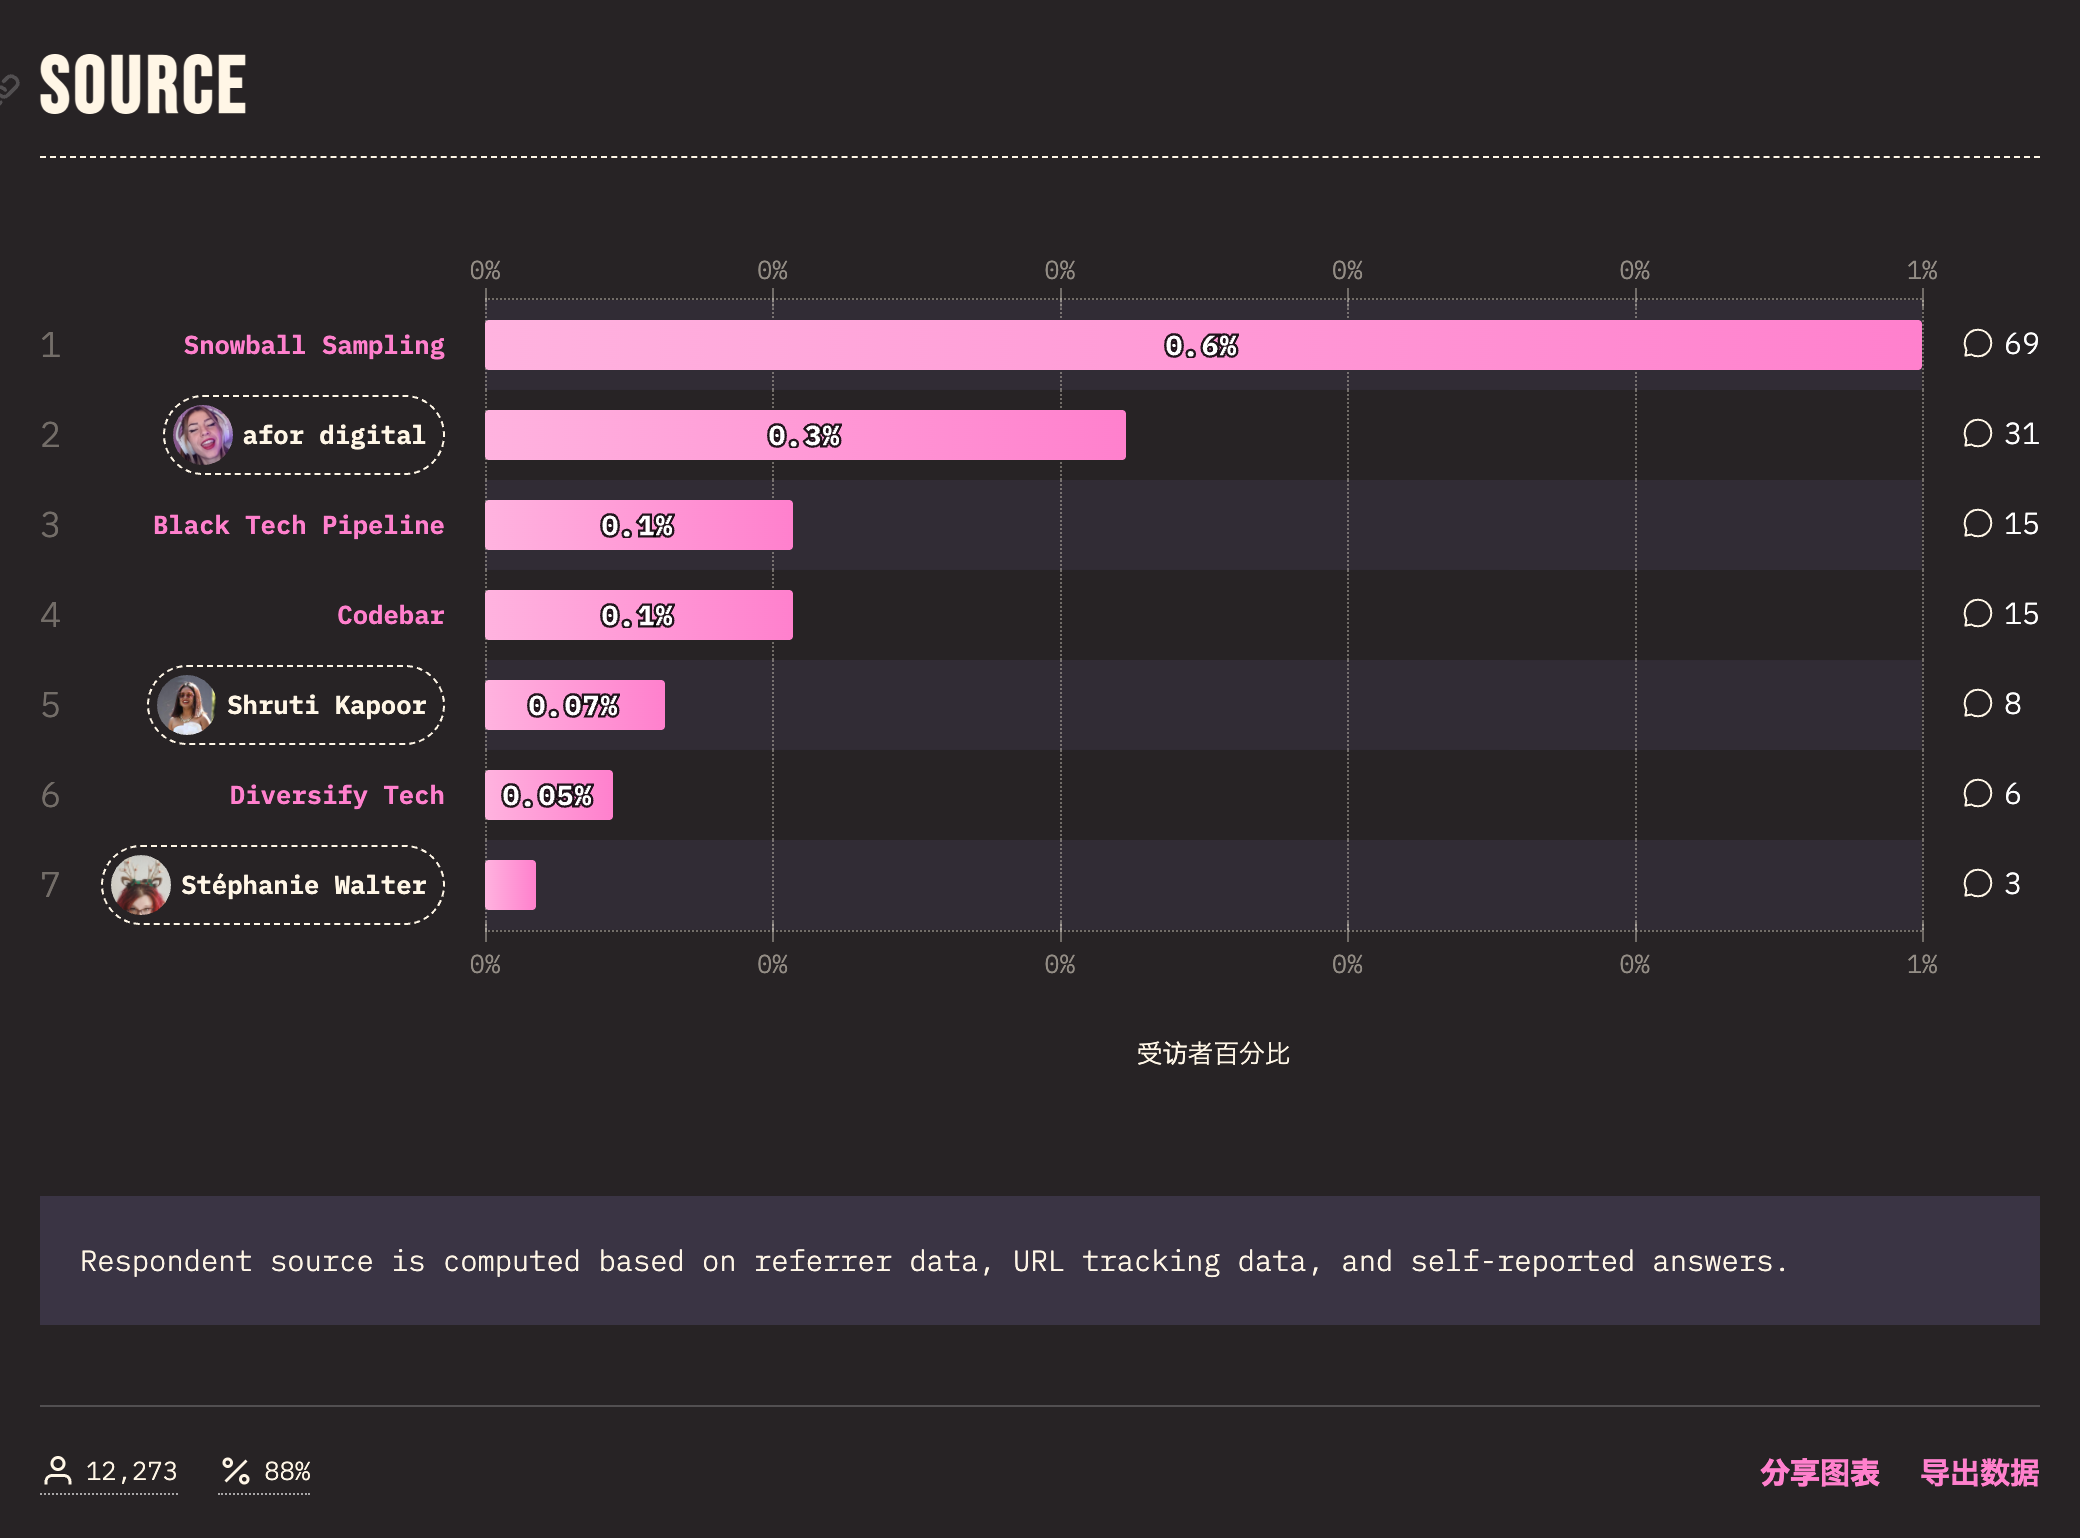 SOURCE
0% 0% 0% 0% 0% 1%
1 Snowball Sampling 0.6% 69
2 afor digital 0.3% 31
3 Black Tech Pipeline 0.1% 15
4 Codebar 0.1% 15
5 Shruti Kapoor 0.07% 8
6 Diversify Tech 0.05% 6
7 Stéphanie Walter 3
0% 0% 0% 0% 0% 1%
受访者百分比
Respondent source is computed based on referrer data, URL tracking data, and self-reported answers.
12,273 88% 分享图表 导出数据